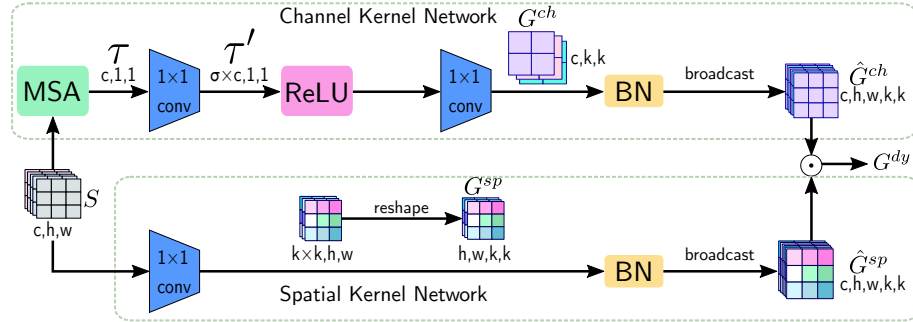 Channel Kernel Network
MSA
τ
c,1,1
1×1
conv
τ′
σ×c,1,1
ReLU
1×1
conv
G^{ch}
c,k,k
BN
broadcast
Ĝ^{ch}
c,h,w,k,k
S
c,h,w
G^{dy}
1×1
conv
k×k,h,w
reshape
G^{sp}
h,w,k,k
BN
broadcast
Ĝ^{sp}
c,h,w,k,k
Spatial Kernel Network